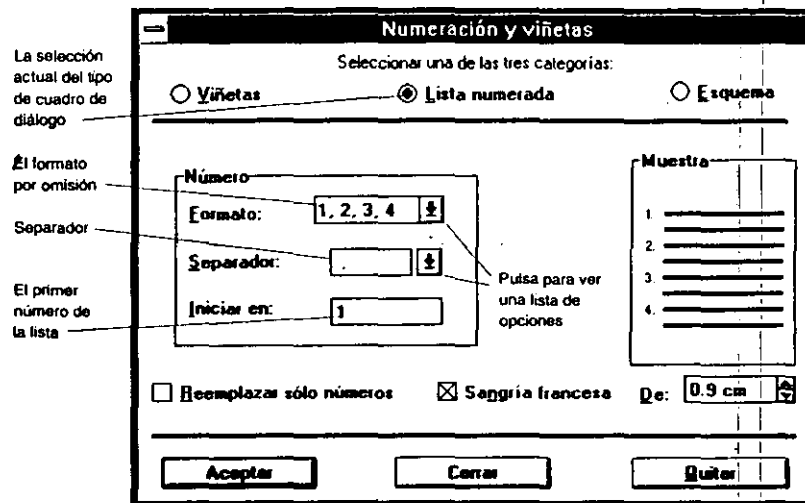 Numeración y viñetas
Seleccionar una de las tres categorías:
Viñetas
Lista numerada
Esquema
La selección
actual del tipo
de cuadro de
diálogo
El formato
por omisión
Separador
El primer
número de
la lista
Número
Formato: 1, 2, 3, 4
Separador: .
Iniciar en: 1
Pulsa para ver
una lista de
opciones
Muestra
1.
2.
3.
4.
Reemplazar sólo números
Sangría francesa
De: 0.9 cm
Aceptar
Cerrar
Quitar